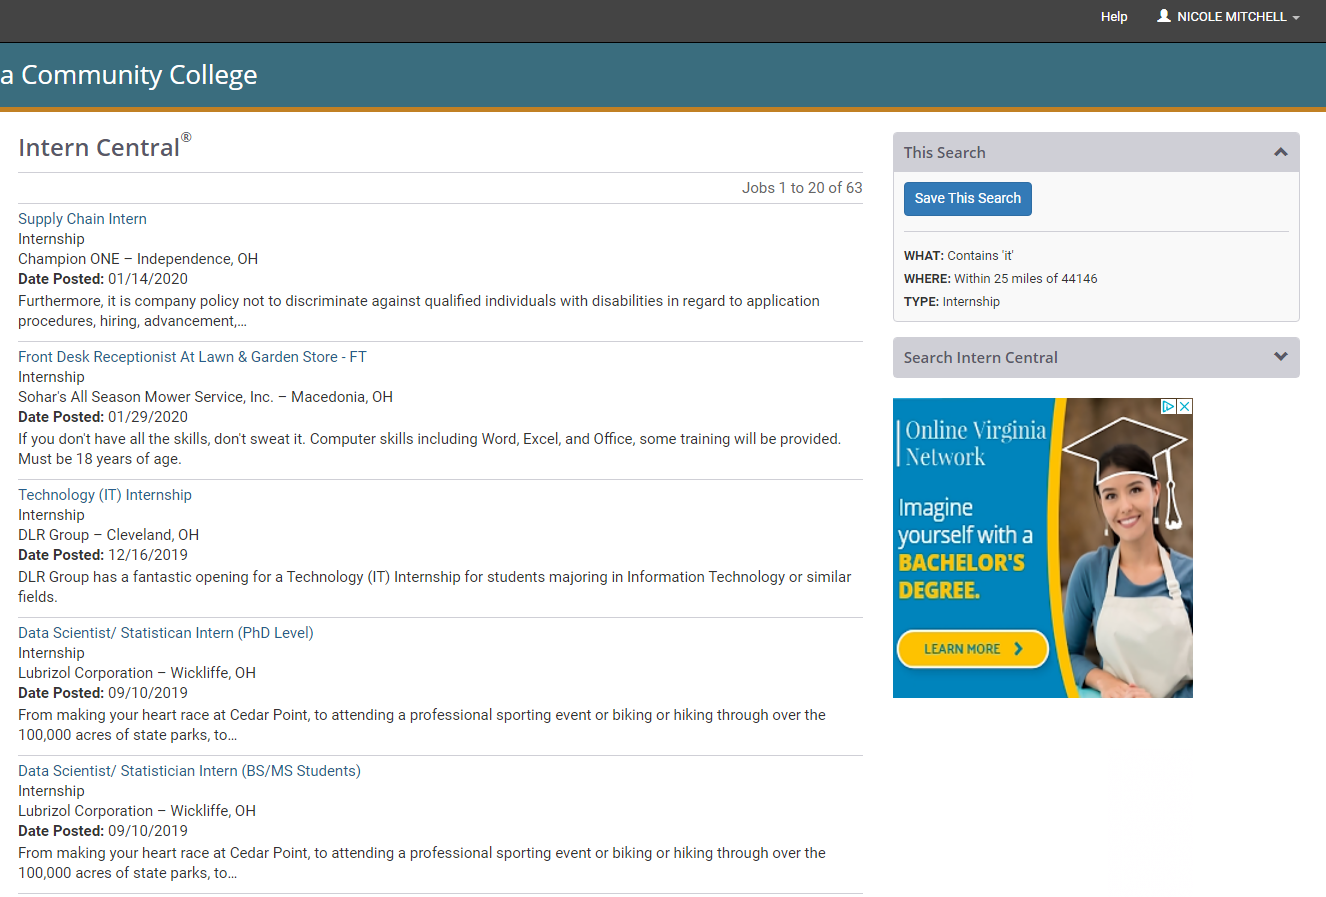 Help NICOLE MITCHELL
a Community College
Intern Central®
Jobs 1 to 20 of 63
Supply Chain Intern
Internship
Champion ONE – Independence, OH
Date Posted: 01/14/2020
Furthermore, it is company policy not to discriminate against qualified individuals with disabilities in regard to application
procedures, hiring, advancement,...
Front Desk Receptionist At Lawn & Garden Store - FT
Internship
Sohar's All Season Mower Service, Inc. – Macedonia, OH
Date Posted: 01/29/2020
If you don't have all the skills, don't sweat it. Computer skills including Word, Excel, and Office, some training will be provided.
Must be 18 years of age.
Technology (IT) Internship
Internship
DLR Group – Cleveland, OH
Date Posted: 12/16/2019
DLR Group has a fantastic opening for a Technology (IT) Internship for students majoring in Information Technology or similar
fields.
Data Scientist/ Statistican Intern (PhD Level)
Internship
Lubrizol Corporation – Wickliffe, OH
Date Posted: 09/10/2019
From making your heart race at Cedar Point, to attending a professional sporting event or biking or hiking through over the
100,000 acres of state parks, to...
Data Scientist/ Statistician Intern (BS/MS Students)
Internship
Lubrizol Corporation – Wickliffe, OH
Date Posted: 09/10/2019
From making your heart race at Cedar Point, to attending a professional sporting event or biking or hiking through over the
100,000 acres of state parks, to...
This Search
Save This Search
WHAT: Contains 'it'
WHERE: Within 25 miles of 44146
TYPE: Internship
Search Intern Central
Online Virginia
Network
Imagine
yourself with a
BACHELOR'S
DEGREE.
LEARN MORE